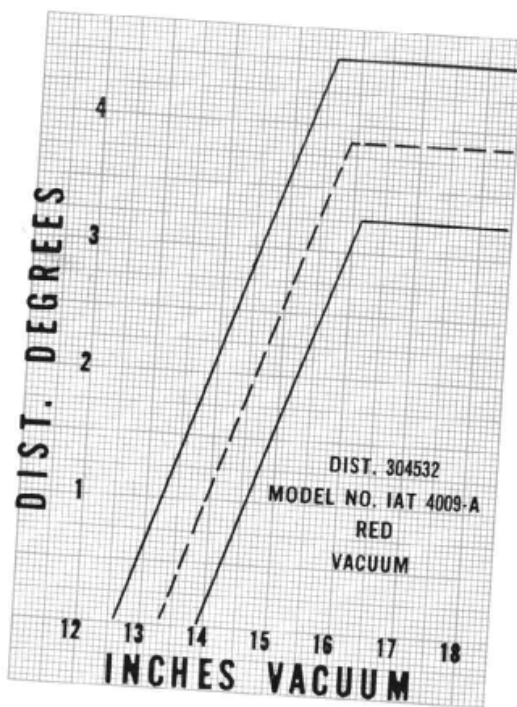 4
3
2
1
DIST. DEGREES
DIST. 304532
MODEL NO. IAT 4009-A
RED
VACUUM
12 13 14 15 16 17 18
INCHES VACUUM